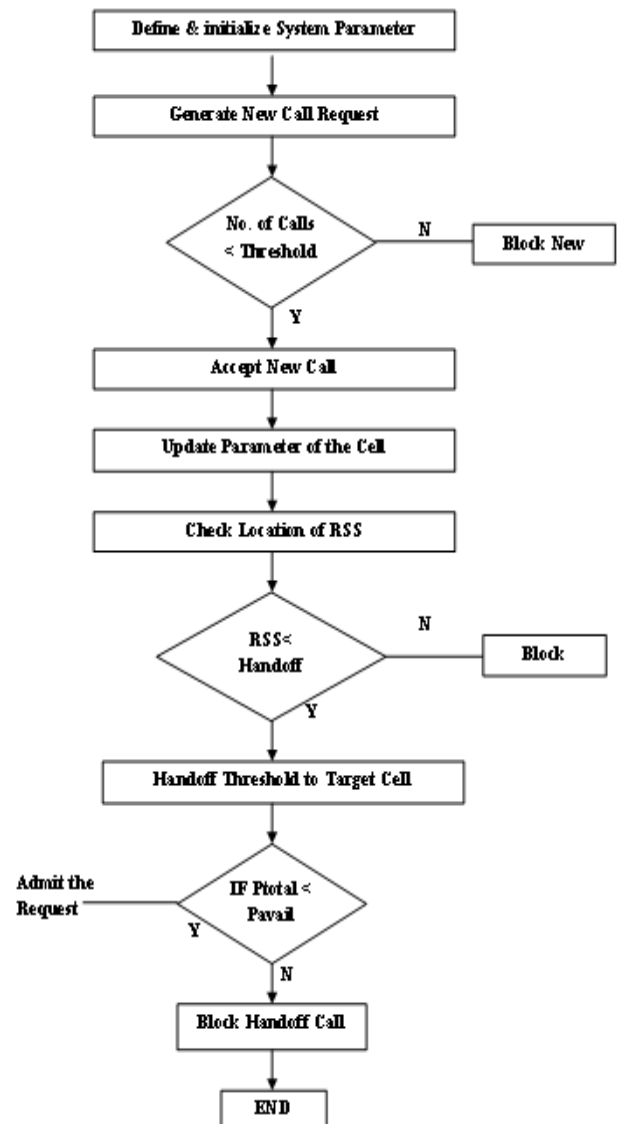 Define & initialize System Parameter
Generate New Call Request
No. of Calls
< Threshold
N
Block New
Y
Accept New Call
Update Parameter of the Cell
Check Location of RSS
RSS<
Handoff
N
Block
Y
Handoff Threshold to Target Cell
IF Ptotal <
Pavail
Admit the
Request
Y
N
Block Handoff Call
END